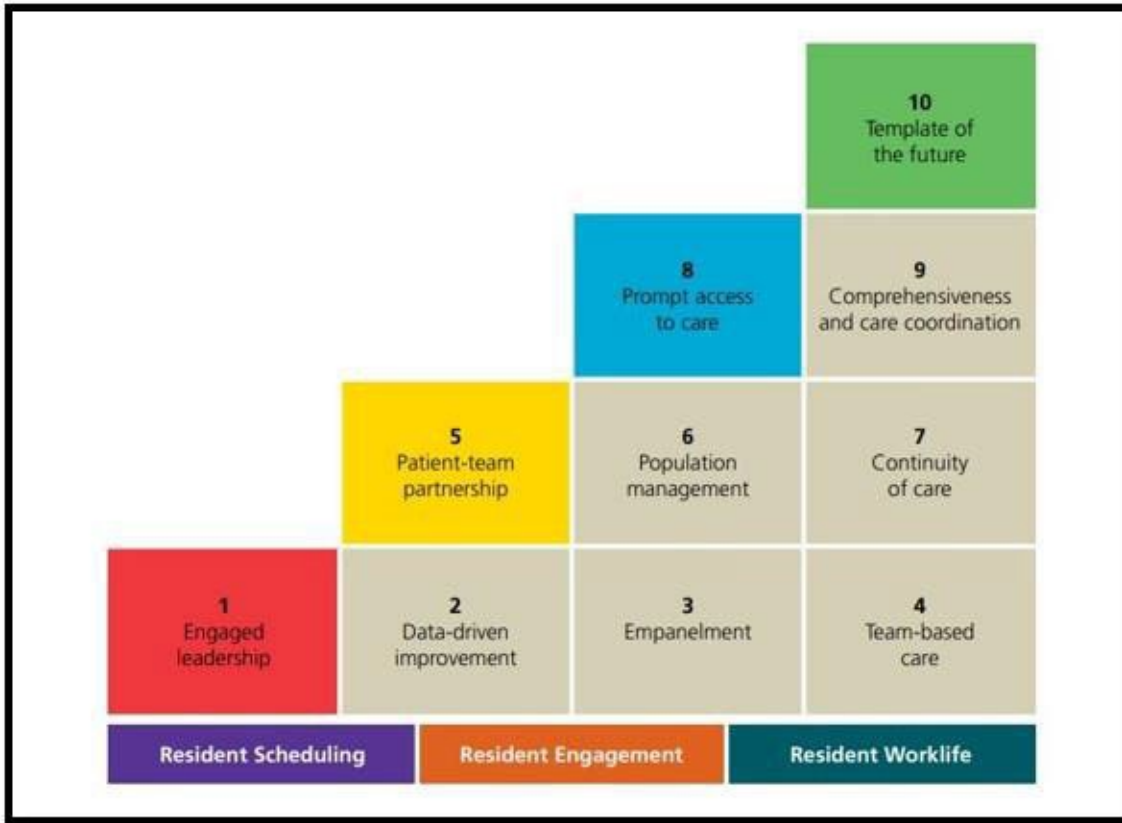 10
Template of
the future
8
Prompt access
to care
9
Comprehensiveness
and care coordination
5
Patient-team
partnership
6
Population
management
7
Continuity
of care
1
Engaged
leadership
2
Data-driven
improvement
3
Empanelment
4
Team-based
care
Resident Scheduling
Resident Engagement
Resident Worklife